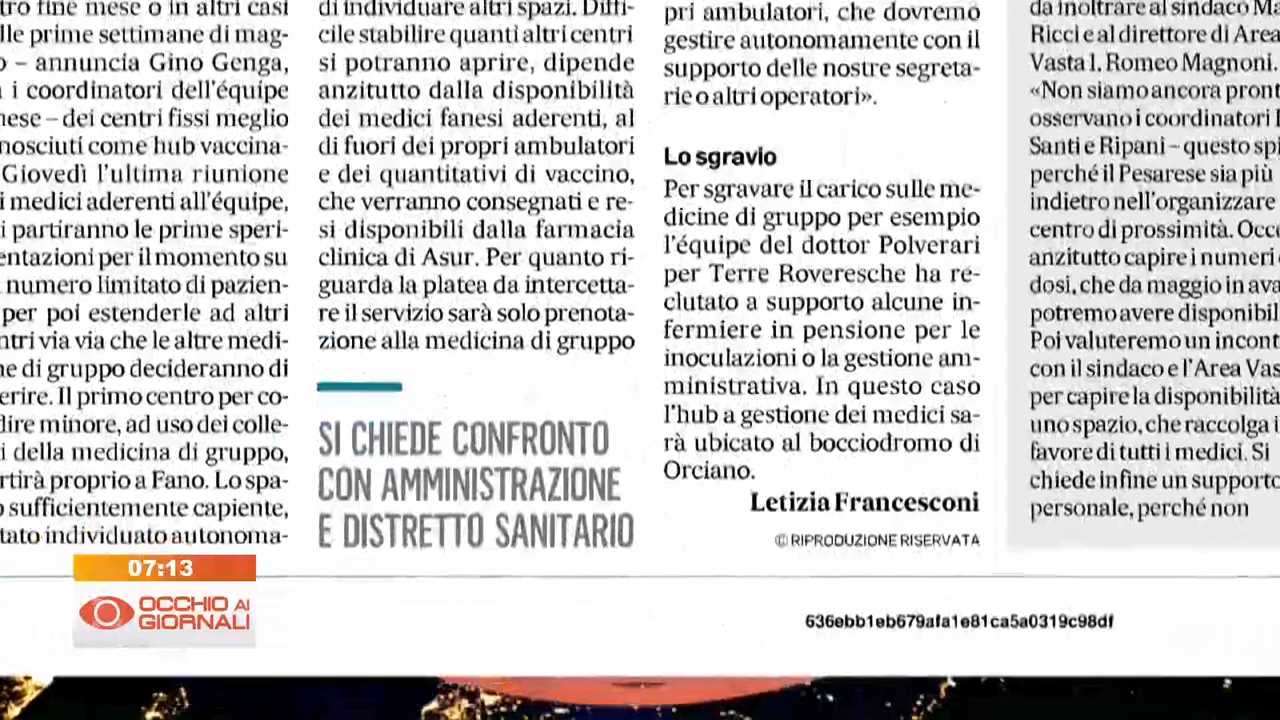 tro fine mese o in altri casi
lle prime settimane di mag-
– annuncia Gino Genga,
i coordinatori dell'équipe
nese – dei centri fissi meglio
nosciuti come hub vaccina-
Giovedì l'ultima riunione
i medici aderenti all'équipe,
i partiranno le prime speri-
entazioni per il momento su
numero limitato di pazien-
per poi estenderle ad altri
ntri via via che le altre medi-
ne di gruppo decideranno di
erire. Il primo centro per co-
dire minore, ad uso dei colle-
i della medicina di gruppo,
rtirà proprio a Fano. Lo spa-
o sufficientemente capiente,
tato individuato autonoma-
di individuare altri spazi. Diffi-
cile stabilire quanti altri centri
si potranno aprire, dipende
anzitutto dalla disponibilità
dei medici fanesi aderenti, al
di fuori dei propri ambulatori
e dei quantitativi di vaccino,
che verranno consegnati e re-
si disponibili dalla farmacia
clinica di Asur. Per quanto ri-
guarda la platea da intercetta-
re il servizio sarà solo prenota-
zione alla medicina di gruppo
SI CHIEDE CONFRONTO
CON AMMINISTRAZIONE
E DISTRETTO SANITARIO
pri ambulatori, che dovremo
gestire autonomamente con il
supporto delle nostre segreta-
rie o altri operatori».
Lo sgravio
Per sgravare il carico sulle me-
dicine di gruppo per esempio
l'équipe del dottor Polverari
per Terre Roveresche ha re-
clutato a supporto alcune in-
fermiere in pensione per le
inoculazioni o la gestione am-
ministrativa. In questo caso
l'hub a gestione dei medici sa-
rà ubicato al bocciodromo di
Orciano.
Letizia Francesconi
© RIPRODUZIONE RISERVATA
da inoltrare al sindaco Ma
Ricci e al direttore di Area
Vasta 1, Romeo Magnoni.
«Non siamo ancora pront
osservano i coordinatori
Santi e Ripani – questo spi
perché il Pesarese sia più
indietro nell'organizzare
centro di prossimità. Occ
anzitutto capire i numeri
dosi, che da maggio in ava
potremo avere disponibil
Poi valuteremo un incont
con il sindaco e l'Area Vas
per capire la disponibilità
uno spazio, che raccolga i
favore di tutti i medici. Si
chiede infine un supporto
personale, perché non
07:13
OCCHIO AI
GIORNALI
636ebb1eb679afa1e81ca5a0319c98df